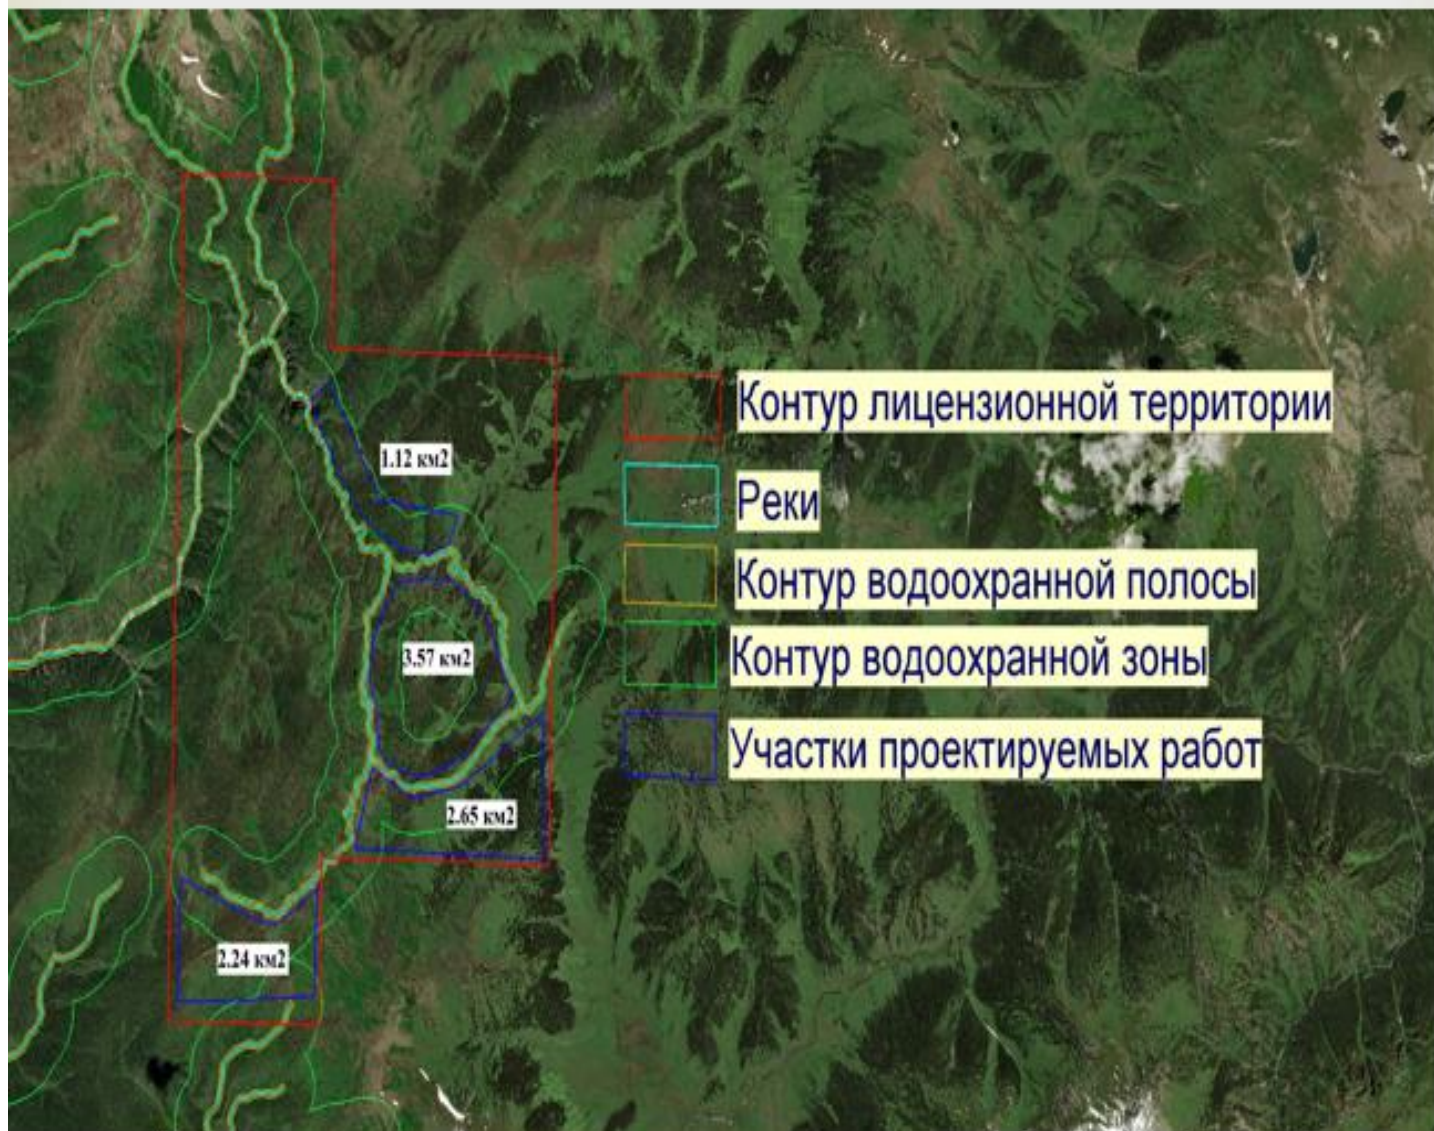 Контур лицензионной территории
1.12 км2
Реки
Контур водоохранной полосы
3.57 км2
Контур водоохранной зоны
Участки проектируемых работ
2.65 км2
2.24 км2